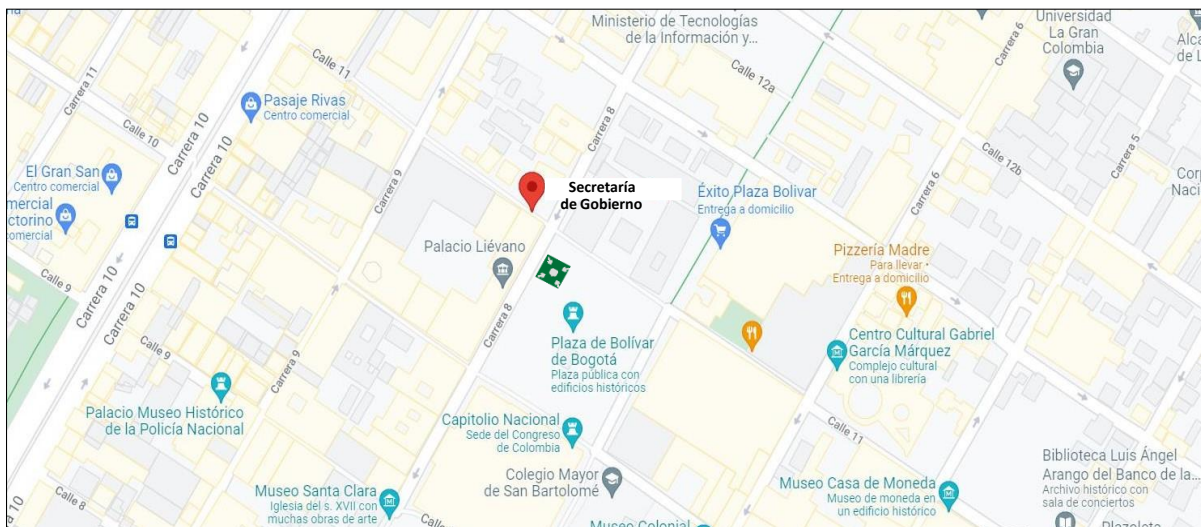 Ministerio de Tecnologías
de la Información y...
Carrera 6
Universidad
La Gran
Colombia
Carrera 11
Calle 11
Calle 12a
Carrera 10
Pasaje Rivas
Centro comercial
Carrera 8
Calle 10
Carrera 10
Carrera 5
Calle 12b
El Gran San
Centro comercial
Carrera 9
Secretaría
de Gobierno
Carrera 6
Éxito Plaza Bolivar
Entrega a domicilio
Palacio Liévano
Pizzería Madre
Para llevar •
Entrega a domicilio
Calle 9
Carrera 10
Carrera 10
Carrera 8
Plaza de Bolívar
de Bogotá
Plaza pública con
edificios históricos
Centro Cultural Gabriel
García Márquez
Complejo cultural
con una librería
Calle 9
Carrera 9
Palacio Museo Histórico
de la Policía Nacional
Capitolio Nacional
Sede del Congreso
de Colombia
Calle 11
Biblioteca Luis Ángel
Arango del Banco de la...
Archivo histórico con
sala de conciertos
Colegio Mayor
de San Bartolomé
Museo Casa de Moneda
Museo de moneda en
un edificio histórico
Calle 8
Museo Santa Clara
Iglesia del s. XVII con
muchas obras de arte
Museo Colonial